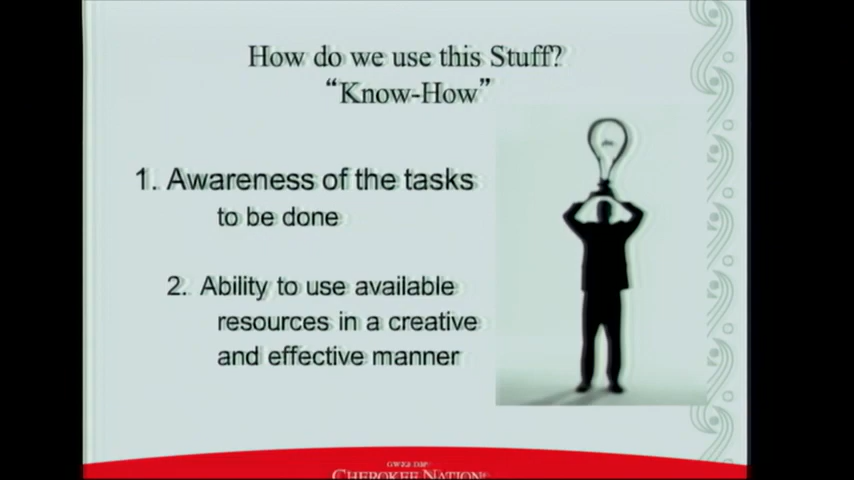 How do we use this Stuff?
“Know-How”
1. Awareness of the tasks
to be done
2. Ability to use available
resources in a creative
and effective manner
CHEROKEE NATION